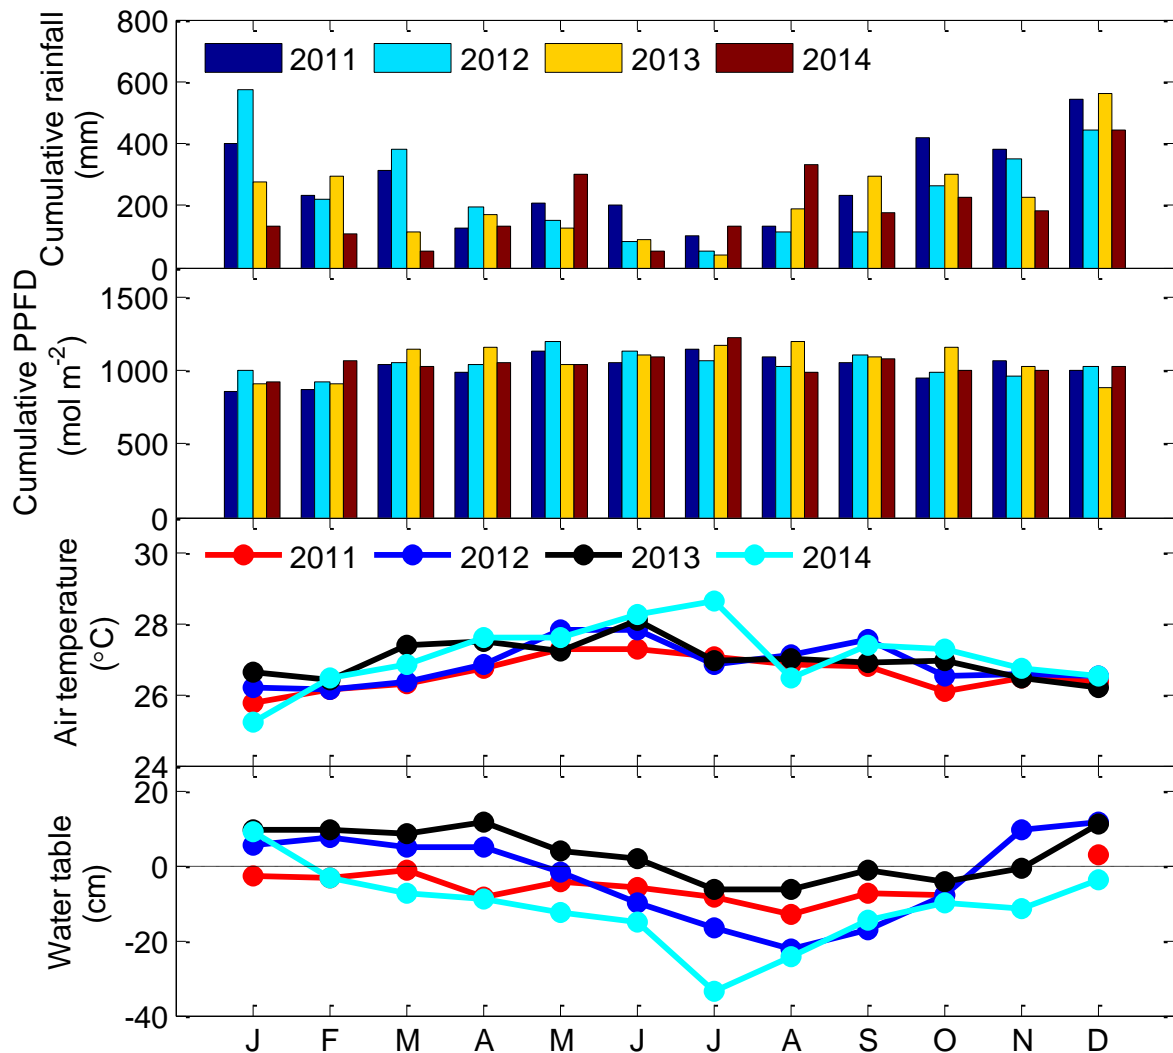 800
600
400
200
0
Cumulative rainfall
(mm)
2011 2012 2013 2014
1500
1000
500
0
Cumulative PPFD
(mol m⁻²)
30
28
26
24
Air temperature
(°C)
2011 2012 2013 2014
20
0
-20
-40
Water table
(cm)
J F M A M J J A S O N D